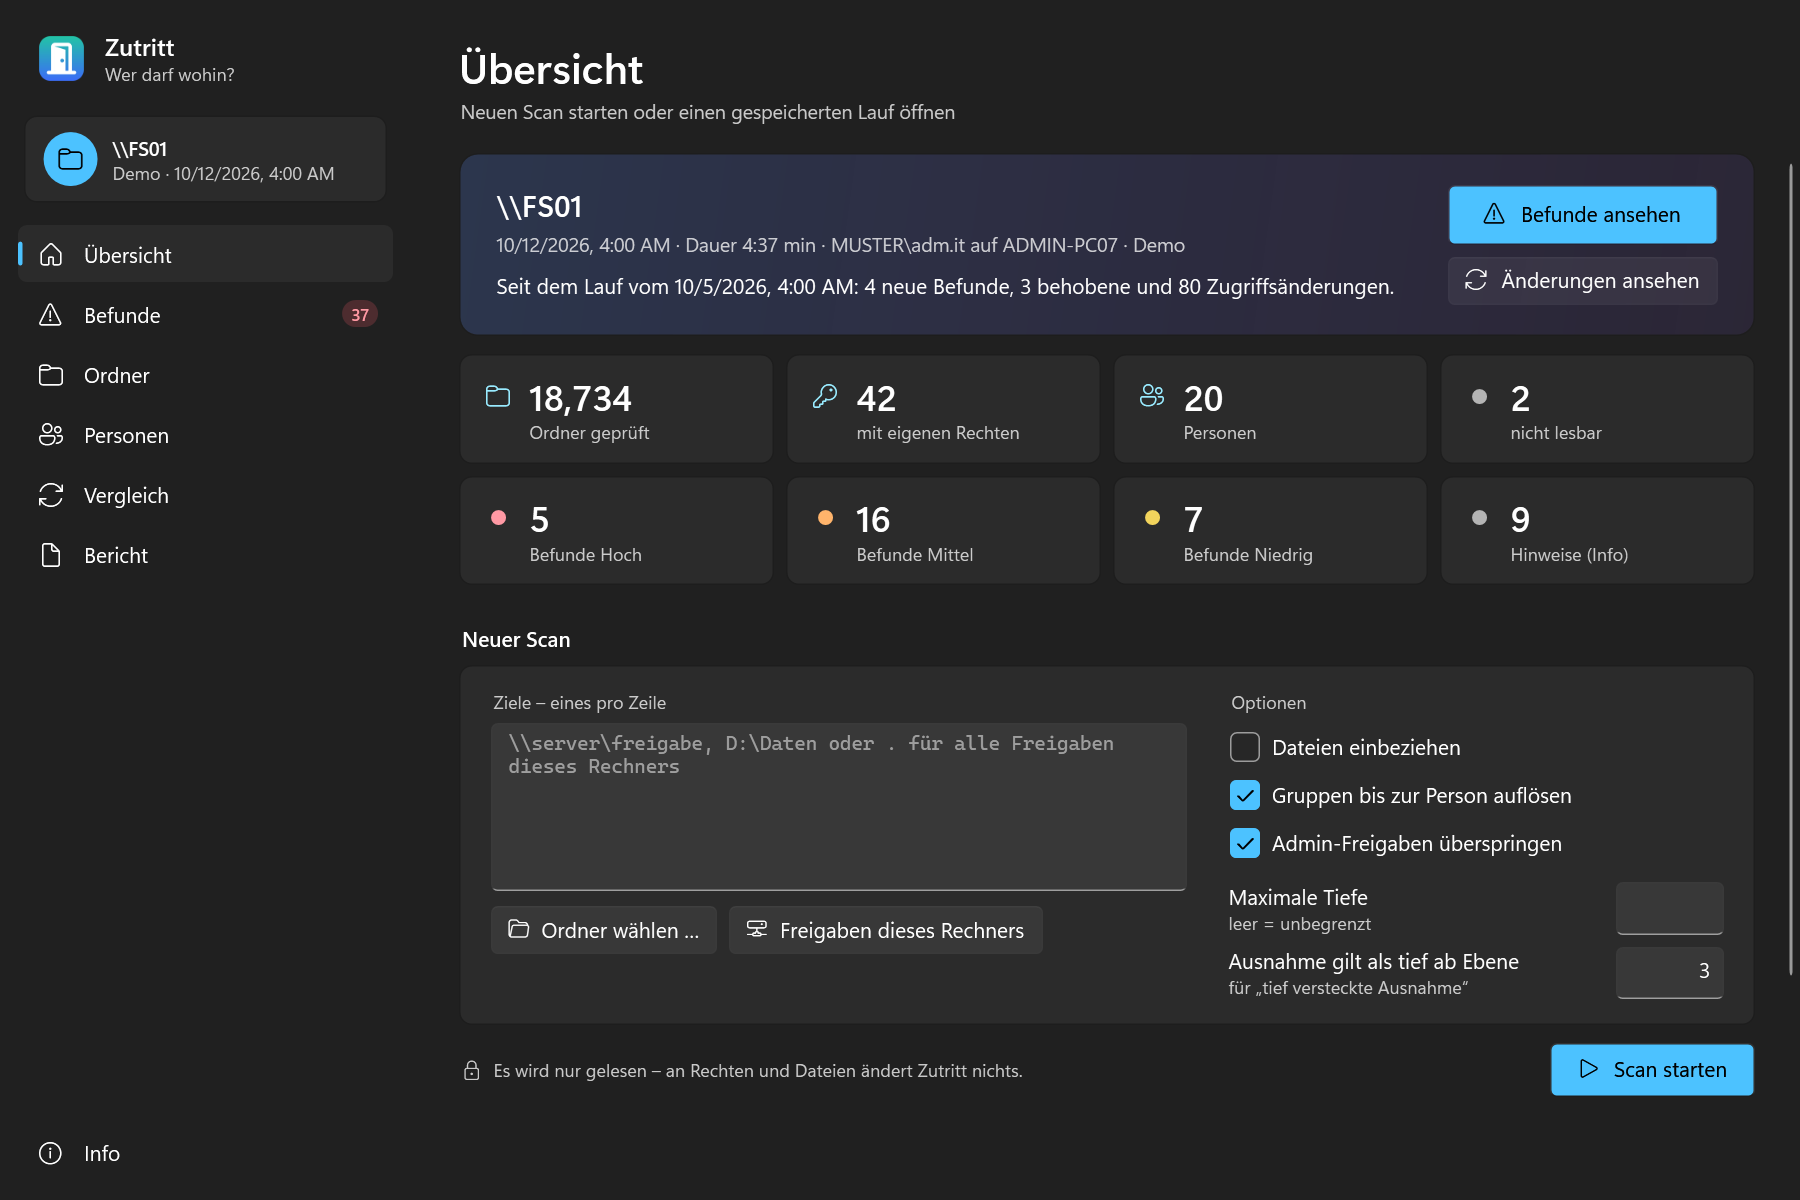 Zutritt
Wer darf wohin?
\\FS01
Demo · 10/12/2026, 4:00 AM
Übersicht
Befunde
37
Ordner
Personen
Vergleich
Bericht
Info
Übersicht
Neuen Scan starten oder einen gespeicherten Lauf öffnen
\\FS01
10/12/2026, 4:00 AM · Dauer 4:37 min · MUSTER\adm.it auf ADMIN-PC07 · Demo
Seit dem Lauf vom 10/5/2026, 4:00 AM: 4 neue Befunde, 3 behobene und 80 Zugriffsänderungen.
Befunde ansehen
Änderungen ansehen
18,734
Ordner geprüft
42
mit eigenen Rechten
20
Personen
2
nicht lesbar
5
Befunde Hoch
16
Befunde Mittel
7
Befunde Niedrig
9
Hinweise (Info)
Neuer Scan
Ziele – eines pro Zeile
\\server\freigabe, D:\Daten oder . für alle Freigaben
dieses Rechners
Ordner wählen ...
Freigaben dieses Rechners
Optionen
Dateien einbeziehen
Gruppen bis zur Person auflösen
Admin-Freigaben überspringen
Maximale Tiefe
leer = unbegrenzt
Ausnahme gilt als tief ab Ebene
für „tief versteckte Ausnahme“
3
Es wird nur gelesen – an Rechten und Dateien ändert Zutritt nichts.
Scan starten